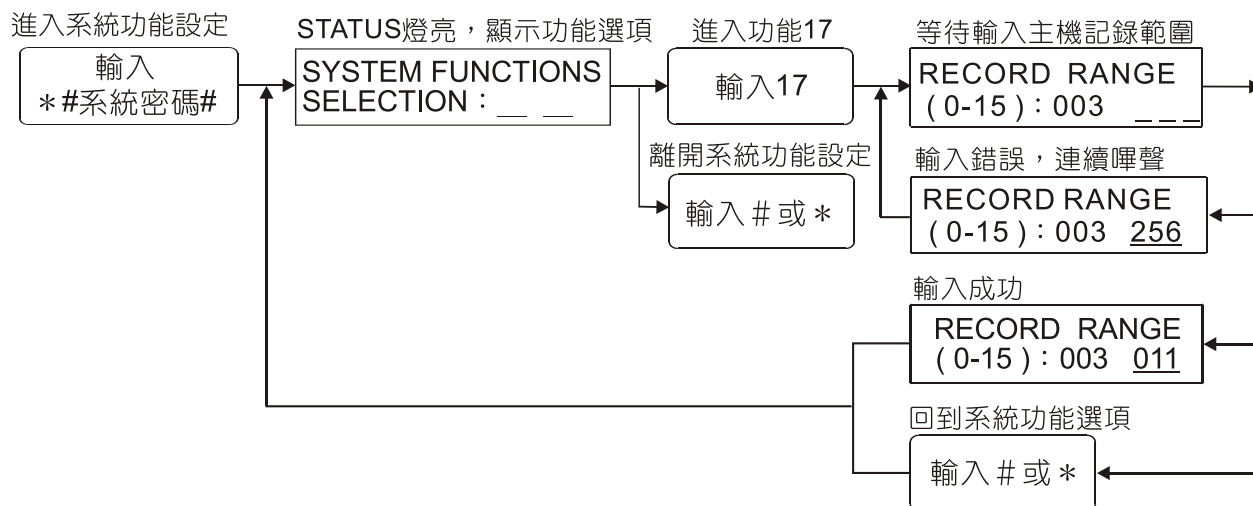 進入系統功能設定
輸入
＊#系統密碼#
STATUS燈亮，顯示功能選項
SYSTEM FUNCTIONS
SELECTION：__ __
進入功能17
輸入17
離開系統功能設定
輸入＃或＊
等待輸入主機記錄範圍
RECORD RANGE
( 0-15 )：003 _ _ _
輸入錯誤，連續嗶聲
RECORD RANGE
( 0-15 )：003 256
輸入成功
RECORD RANGE
( 0-15 )：003 011
回到系統功能選項
輸入＃或＊